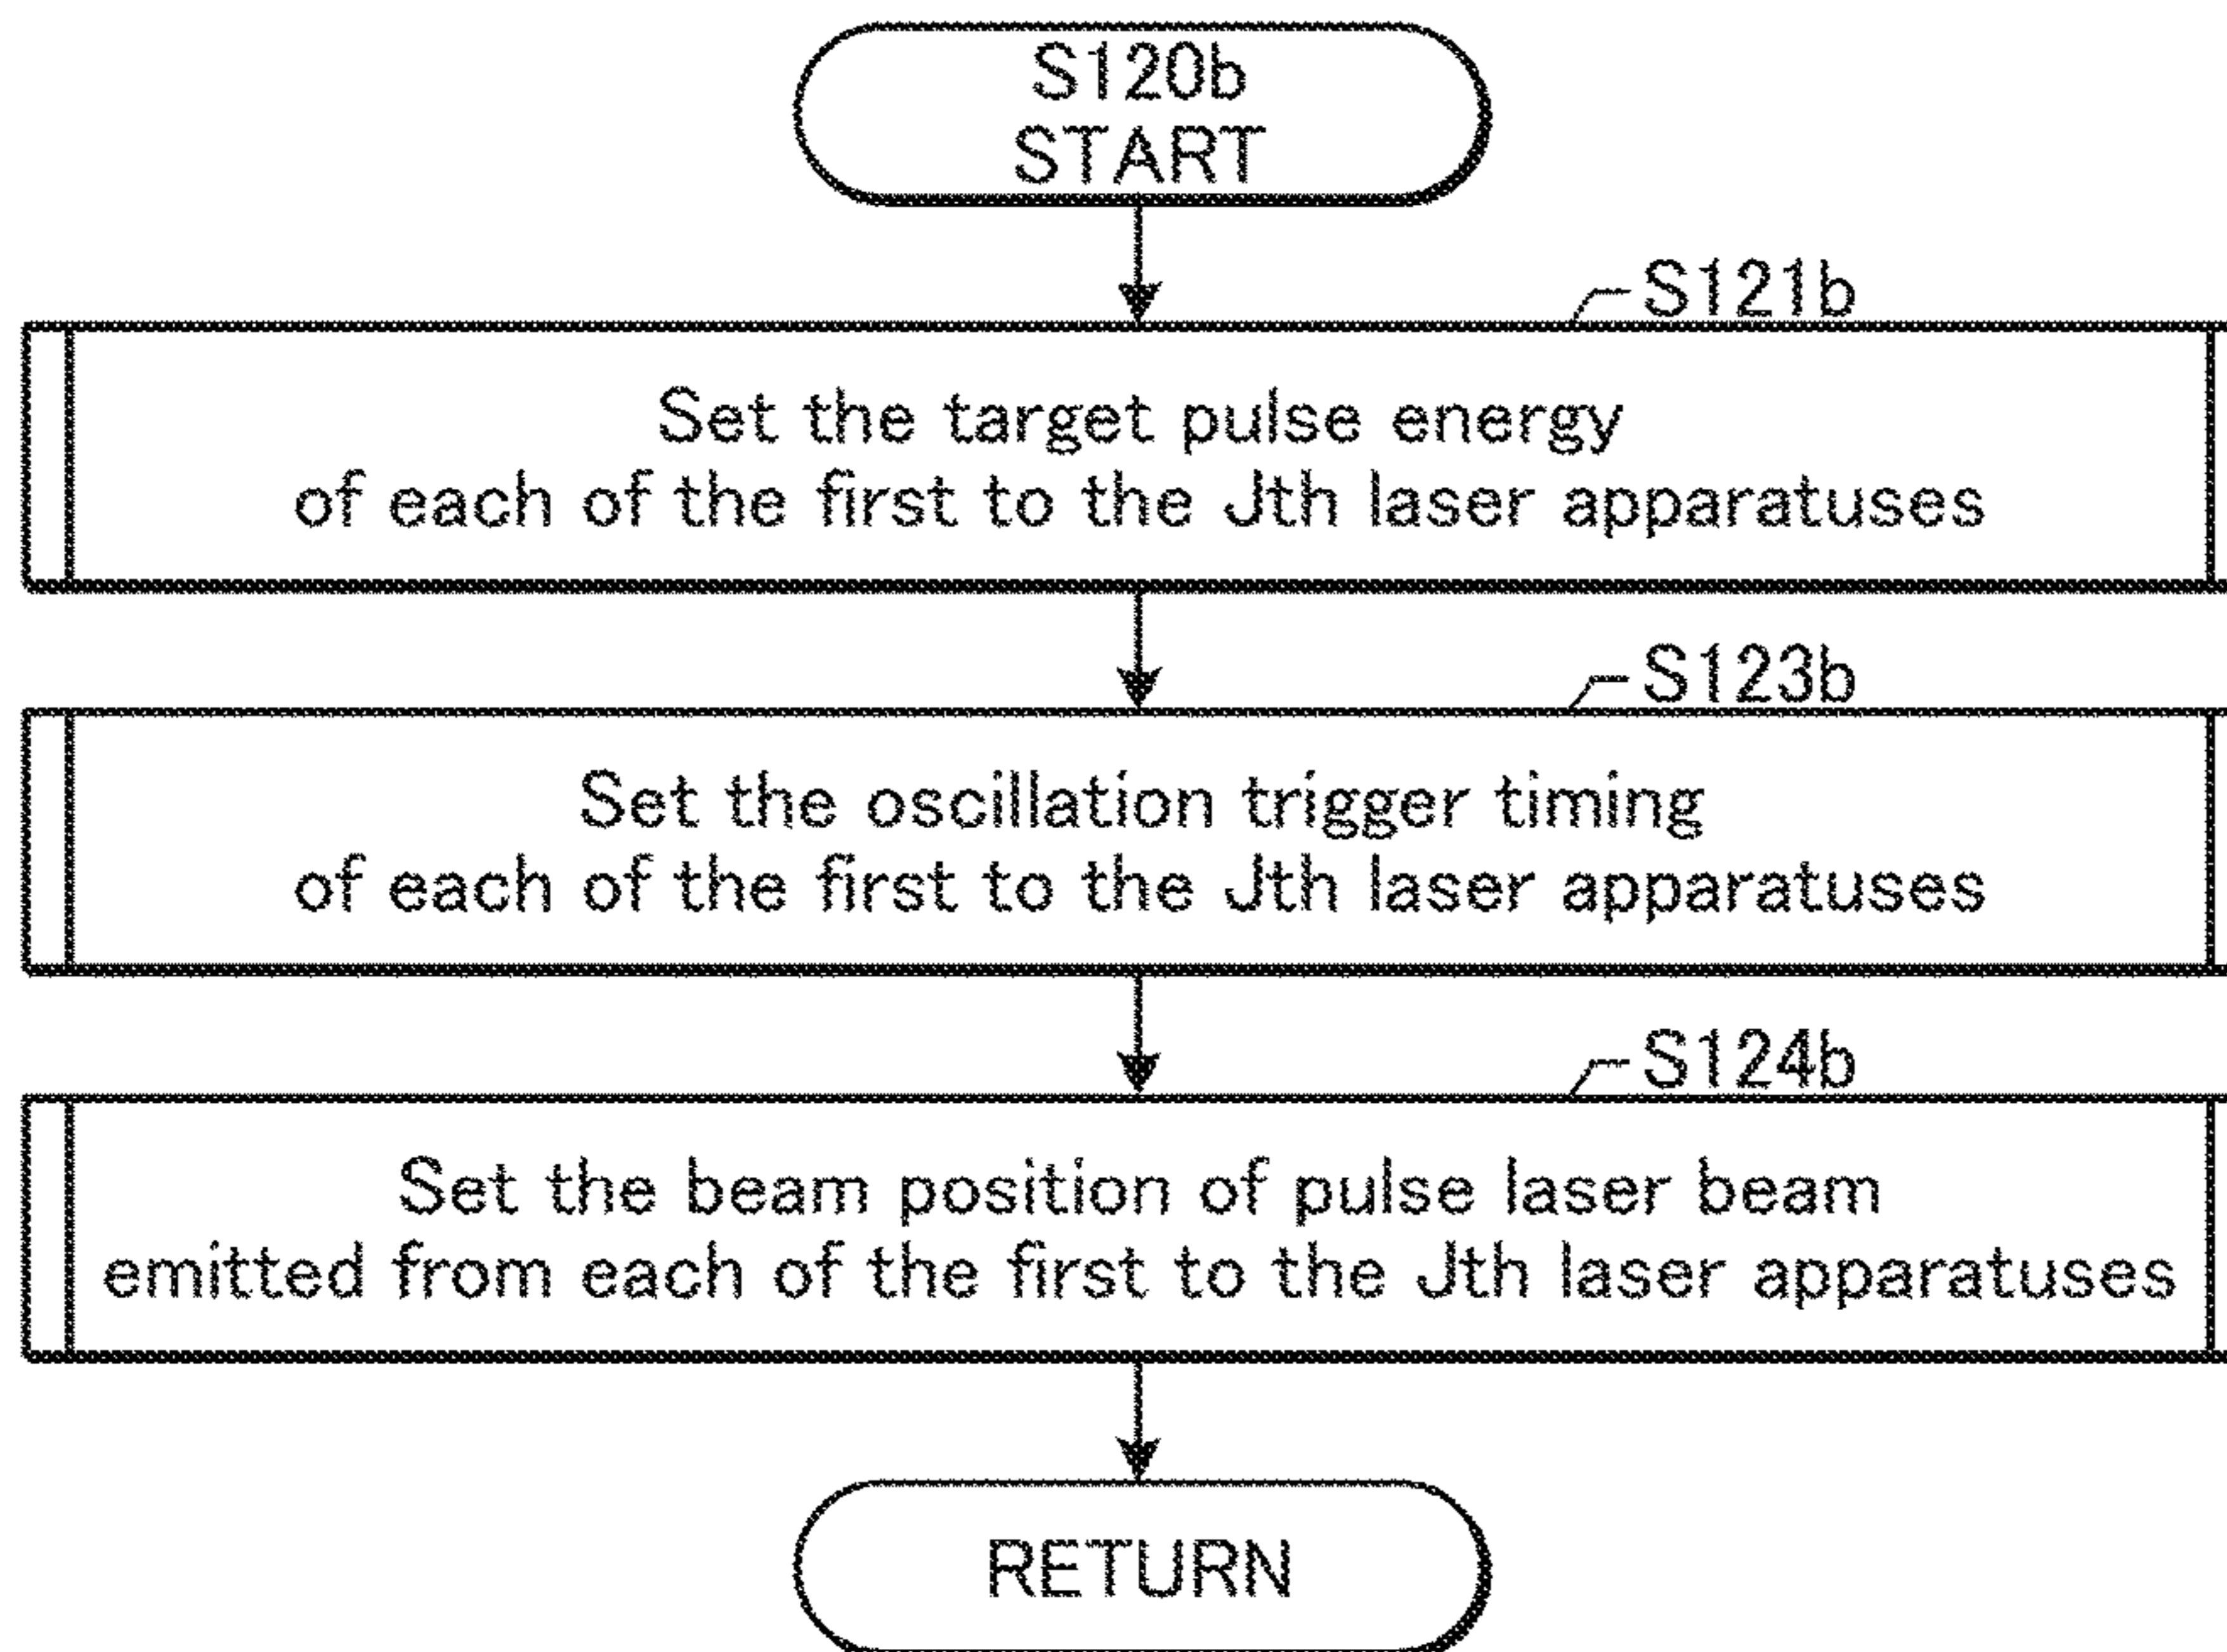 S120b
START
S121b
Set the target pulse energy
of each of the first to the Jth laser apparatuses
S123b
Set the oscillation trigger timing
of each of the first to the Jth laser apparatuses
S124b
Set the beam position of pulse laser beam
emitted from each of the first to the Jth laser apparatuses
RETURN